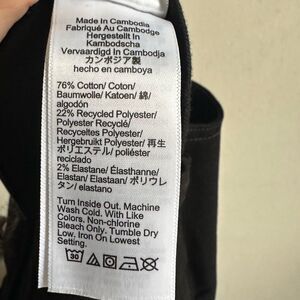 Made In Cambodia
Fabriqué Au Cambodge
Hergestellt In
Kambodscha
Vervaardigd In Cambodja
カンボジア製
hecho en camboya
76% Cotton/ Coton/
Baumwolle/ Katoen/ 綿/
algodón
22% Recycled Polyester/
Polyester Recyclé/
Recyceltes Polyester/
Hergebruikt Polyester/ 再生
ポリエステル/ poliéster
reciclado
2% Elastane/ Élasthanne/
Elastan/ Elastaan/ ポリウレ
タン/ elastano
Turn Inside Out. Machine
Wash Cold. With Like
Colors. Non-chlorine
Bleach Only. Tumble Dry
Low. Iron On Lowest
Setting.
30